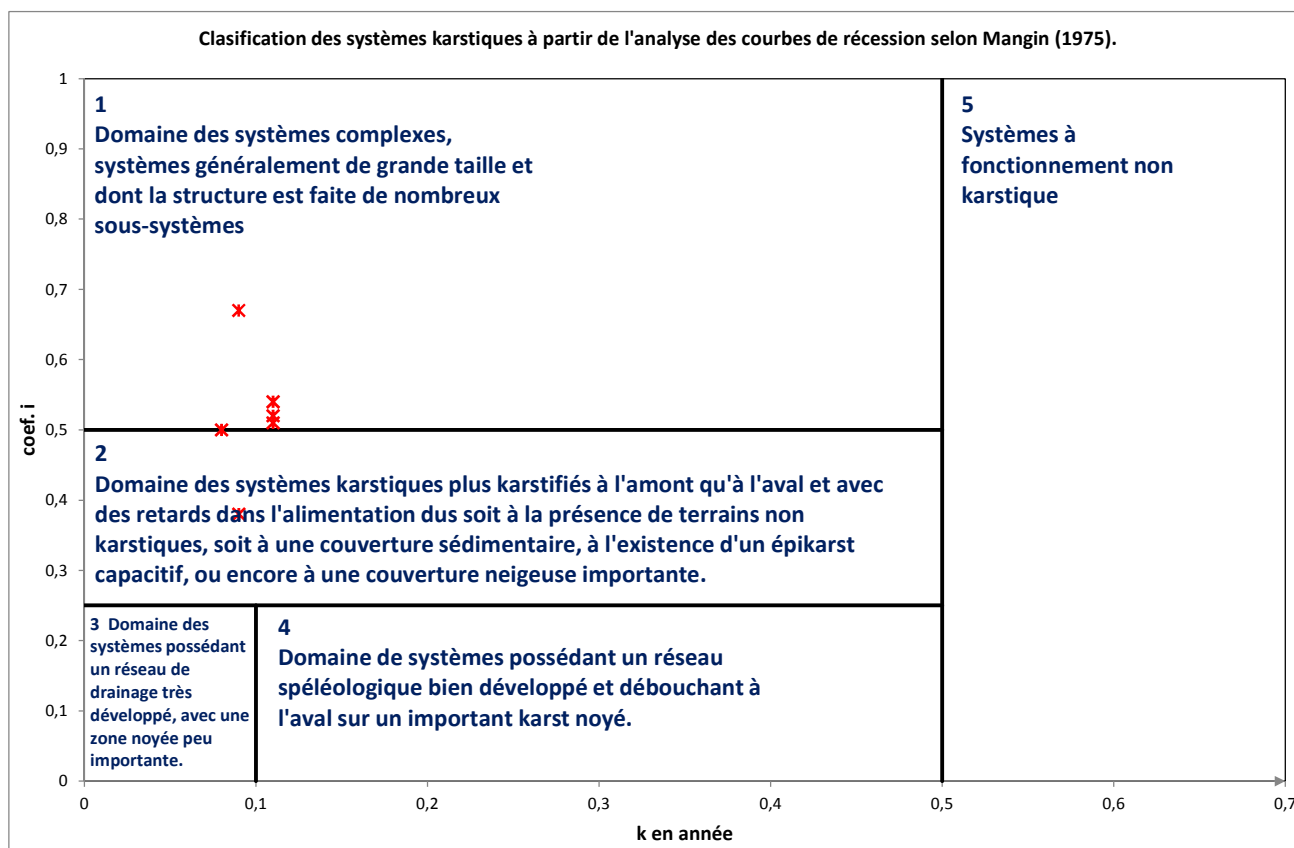 Clasification des systèmes karstiques à partir de l'analyse des courbes de récession selon Mangin (1975).
1
Domaine des systèmes complexes,
systèmes généralement de grande taille et
dont la structure est faite de nombreux
sous-systèmes
5
Systèmes à
fonctionnement non
karstique
2
Domaine des systèmes karstiques plus karstifiés à l'amont qu'à l'aval et avec
des retards dans l'alimentation dus soit à la présence de terrains non
karstiques, soit à une couverture sédimentaire, à l'existence d'un épikarst
capacitif, ou encore à une couverture neigeuse importante.
3 Domaine des
systèmes possédant
un réseau de
drainage très
développé, avec une
zone noyée peu
importante.
4
Domaine de systèmes possédant un réseau
spéléologique bien développé et débouchant à
l'aval sur un important karst noyé.
coef. i
1
0,9
0,8
0,7
0,6
0,5
0,4
0,3
0,2
0,1
0
0 0,1 0,2 0,3 0,4 0,5 0,6 0,7
k en année